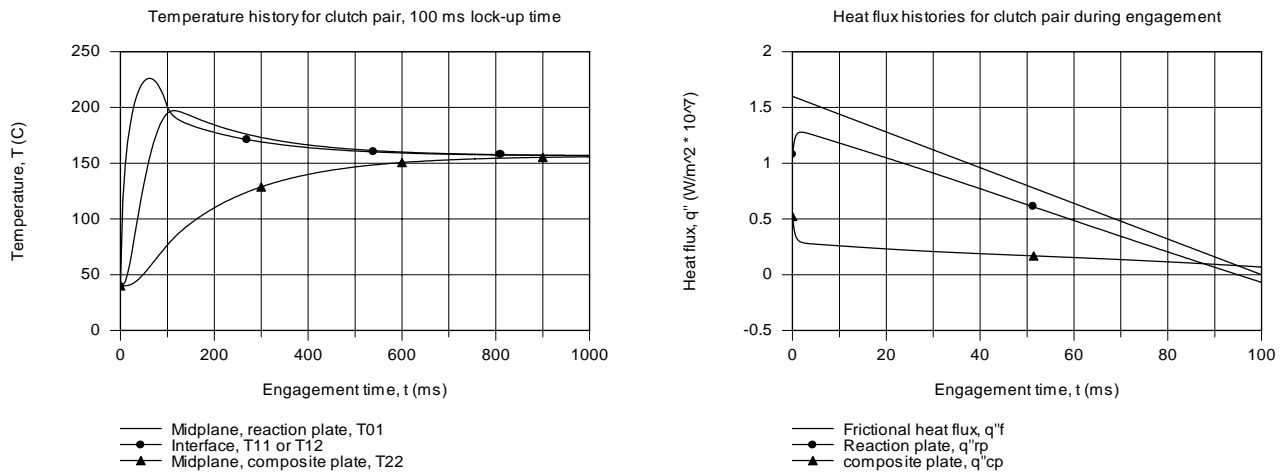 Temperature history for clutch pair, 100 ms lock-up time
250
200
150
100
50
0
Temperature, T (C)
0 200 400 600 800 1000
Engagement time, t (ms)
Midplane, reaction plate, T01
Interface, T11 or T12
Midplane, composite plate, T22
Heat flux histories for clutch pair during engagement
2
1.5
1
0.5
0
-0.5
Heat flux, q" (W/m^2 * 10^7)
0 20 40 60 80 100
Engagement time, t (ms)
Frictional heat flux, q"f
Reaction plate, q"rp
composite plate, q"cp